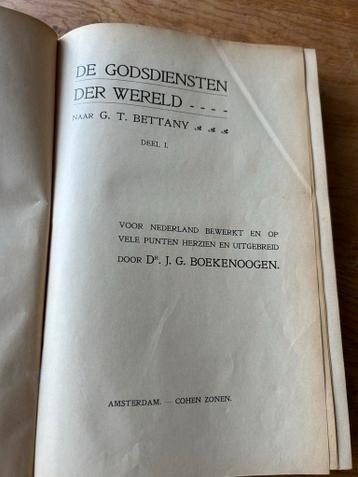 DE GODSDIENSTEN
DER WERELD ----
NAAR G. T. BETTANY
DEEL I.
VOOR NEDERLAND BEWERKT EN OP
VELE PUNTEN HERZIEN EN UITGEBREID
DOOR DR. J. G. BOEKENOOGEN.
AMSTERDAM. — COHEN ZONEN.